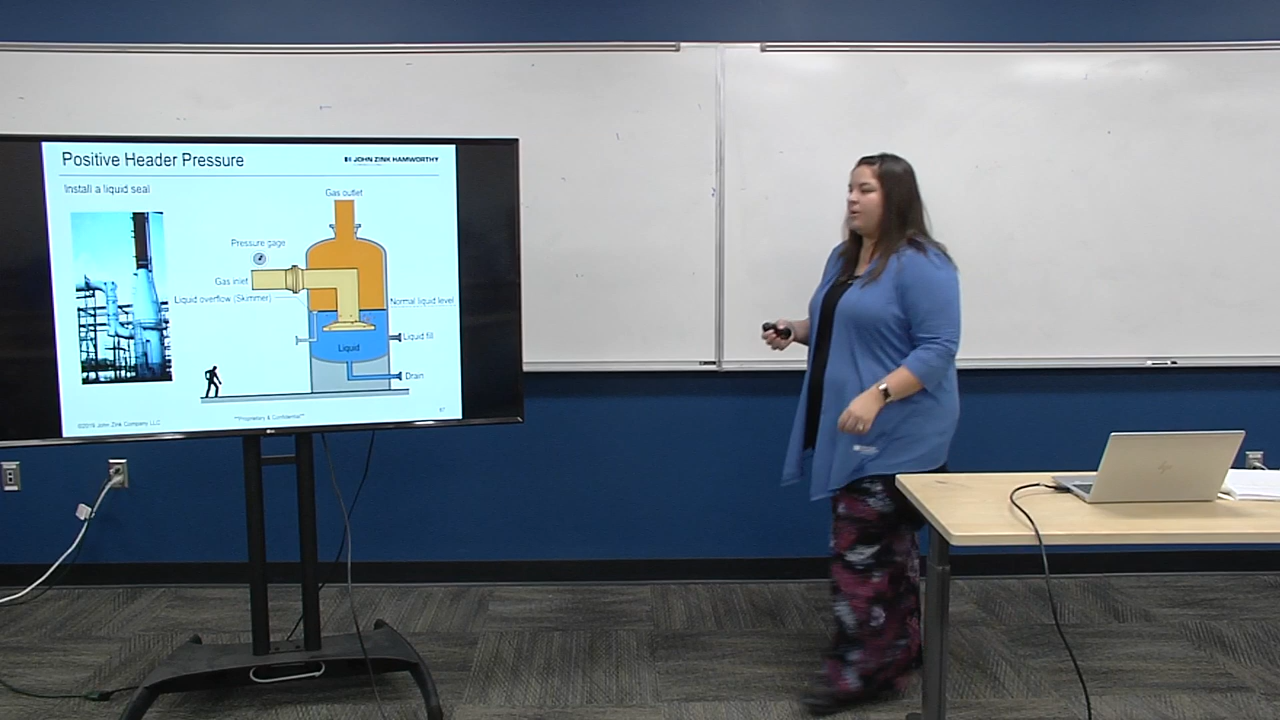 Positive Header Pressure
JOHN ZINK HAMWORTHY
Install a liquid seal
Gas outlet
Pressure gage
Gas inlet
Liquid overflow (Skimmer)
Normal liquid level
Liquid fill
Liquid
Drain
©2019 John Zink Company LLC
**Proprietary & Confidential**